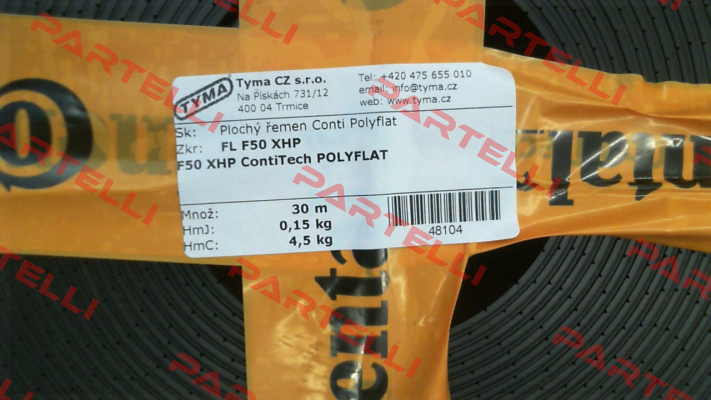 TYMA
Tyma CZ s.r.o.
Na Pískách 731/12
400 04 Trmice
Tel: +420 475 655 010
email: info@tyma.cz
web: www.tyma.cz
Sk: Plochý řemen Conti Polyflat
Zkr: FL F50 XHP
F50 XHP ContiTech POLYFLAT
Množ: 30 m
HmJ: 0,15 kg
HmC: 4,5 kg
48104
PARTELLI
PARTELLI
PARTELLI
PARTELLI
PARTELLI
PARTELLI
PARTELLI
PARTELLI